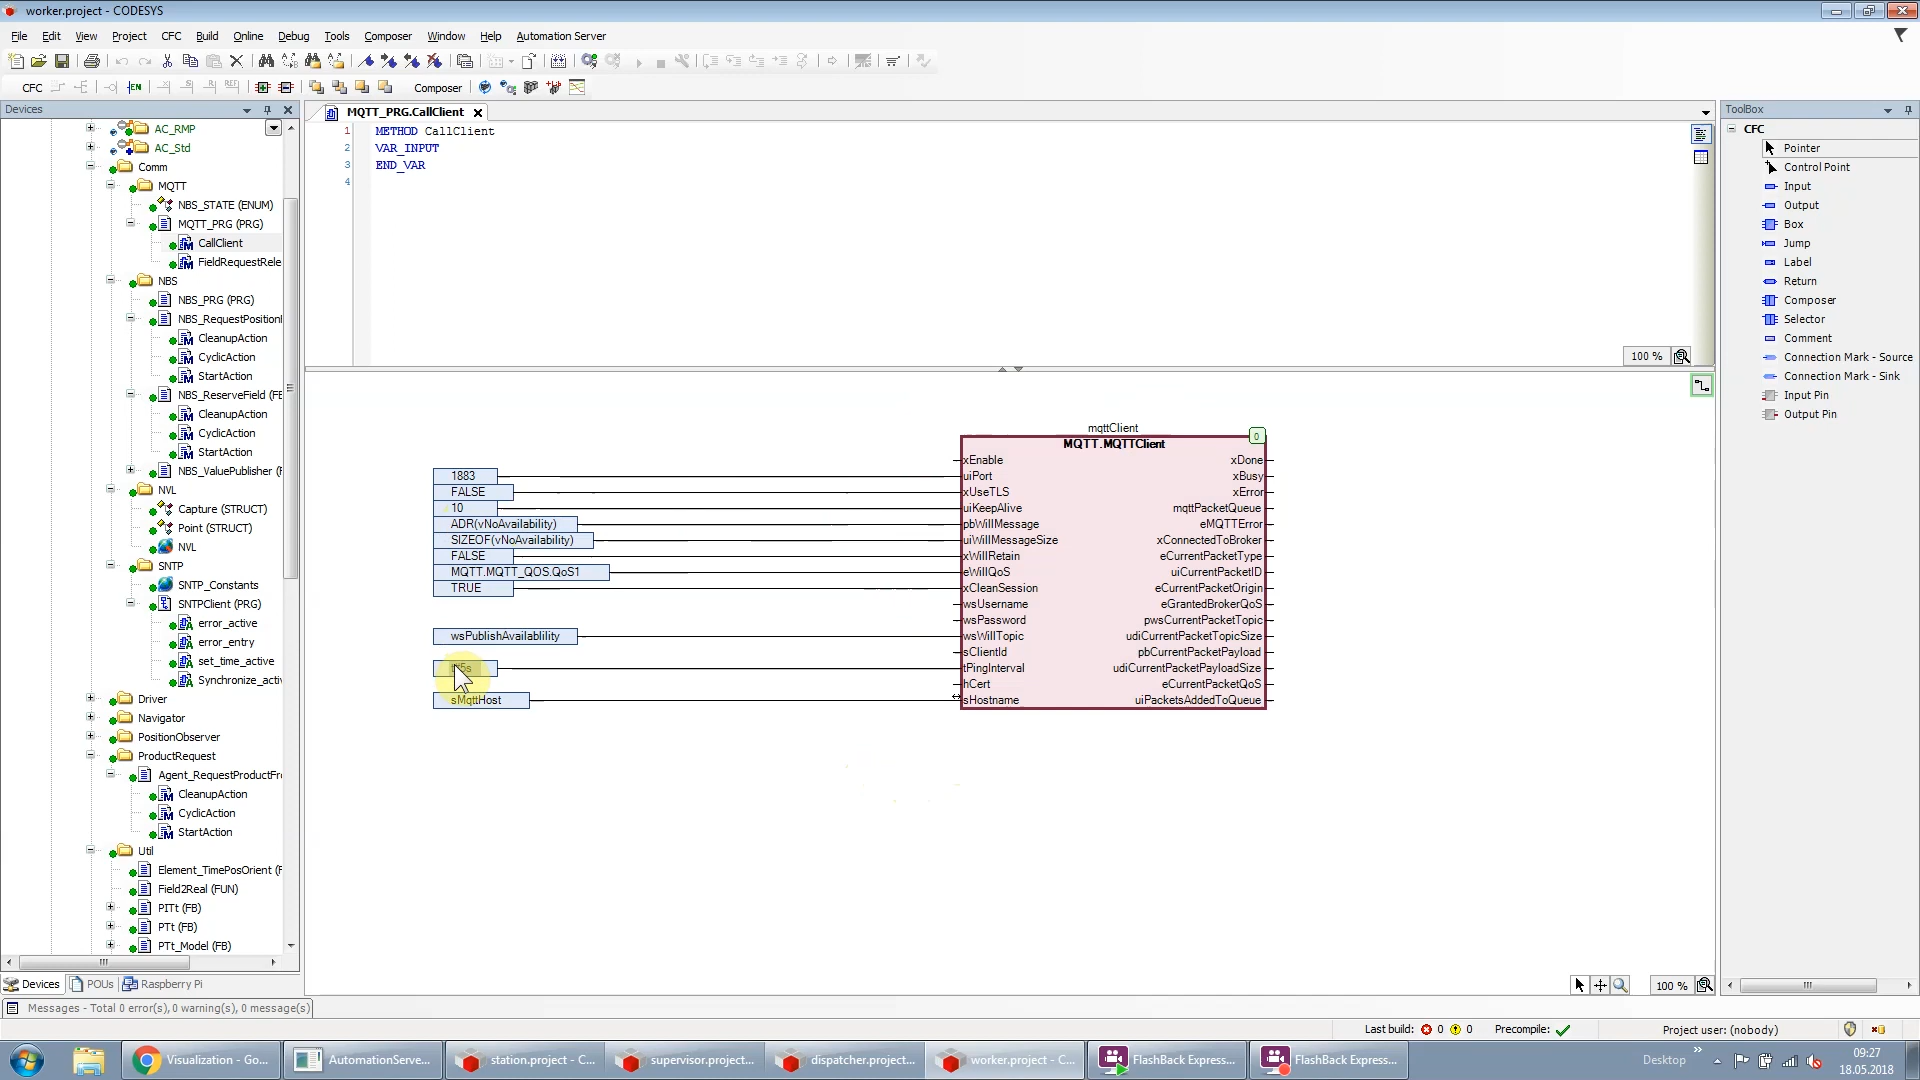 worker.project - CODESYS
File Edit View Project CFC Build Online Debug Tools Composer Window Help Automation Server
CFC Composer
Devices
AC_RMP
AC_Std
Comm
MQTT
NBS_STATE (ENUM)
MQTT_PRG (PRG)
CallClient
FieldRequestRele
NBS
NBS_PRG (PRG)
NBS_RequestPosition
CleanupAction
CyclicAction
StartAction
NBS_ReserveField (FE
CleanupAction
CyclicAction
StartAction
NBS_ValuePublisher (F
NVL
Capture (STRUCT)
Point (STRUCT)
NVL
SNTP
SNTP_Constants
SNTPClient (PRG)
error_active
error_entry
set_time_active
Synchronize_activ
Driver
Navigator
PositionObserver
ProductRequest
Agent_RequestProductFr
CleanupAction
CyclicAction
StartAction
Util
Element_TimePosOrient (F
Field2Real (FUN)
PITt (FB)
PTt (FB)
PTt_Model (FB)
Devices POUs Raspberry Pi
MQTT_PRG.CallClient
1 METHOD CallClient
2 VAR_INPUT
3 END_VAR
4
100 %
mqttClient
0
MQTT.MQTTClient
xEnable xDone
1883 uiPort xBusy
FALSE xUseTLS xError
10 uiKeepAlive mqttPacketQueue
ADR(vNoAvailability) pbWillMessage eMQTTError
SIZEOF(vNoAvailability) uiWillMessageSize xConnectedToBroker
FALSE xWillRetain eCurrentPacketType
MQTT.MQTT_QOS.QoS1 eWillQoS uiCurrentPacketID
TRUE xCleanSession eCurrentPacketOrigin
wsUsername eGrantedBrokerQoS
wsPassword pwsCurrentPacketTopic
wsPublishAvailablility wsWillTopic udiCurrentPacketTopicSize
sClientId pbCurrentPacketPayload
tPingInterval udiCurrentPacketPayloadSize
hCert eCurrentPacketQoS
sMqttHost sHostname uiPacketsAddedToQueue
100 %
ToolBox
CFC
Pointer
Control Point
Input
Output
Box
Jump
Label
Return
Composer
Selector
Comment
Connection Mark - Source
Connection Mark - Sink
Input Pin
Output Pin
Messages - Total 0 error(s), 0 warning(s), 0 message(s)
Last build: 0 0 Precompile: Project user: (nobody)
Visualization - Go... AutomationServe... station.project - C... supervisor.project... dispatcher.project... worker.project - C... FlashBack Express... FlashBack Express... Desktop 09:27
18.05.2018